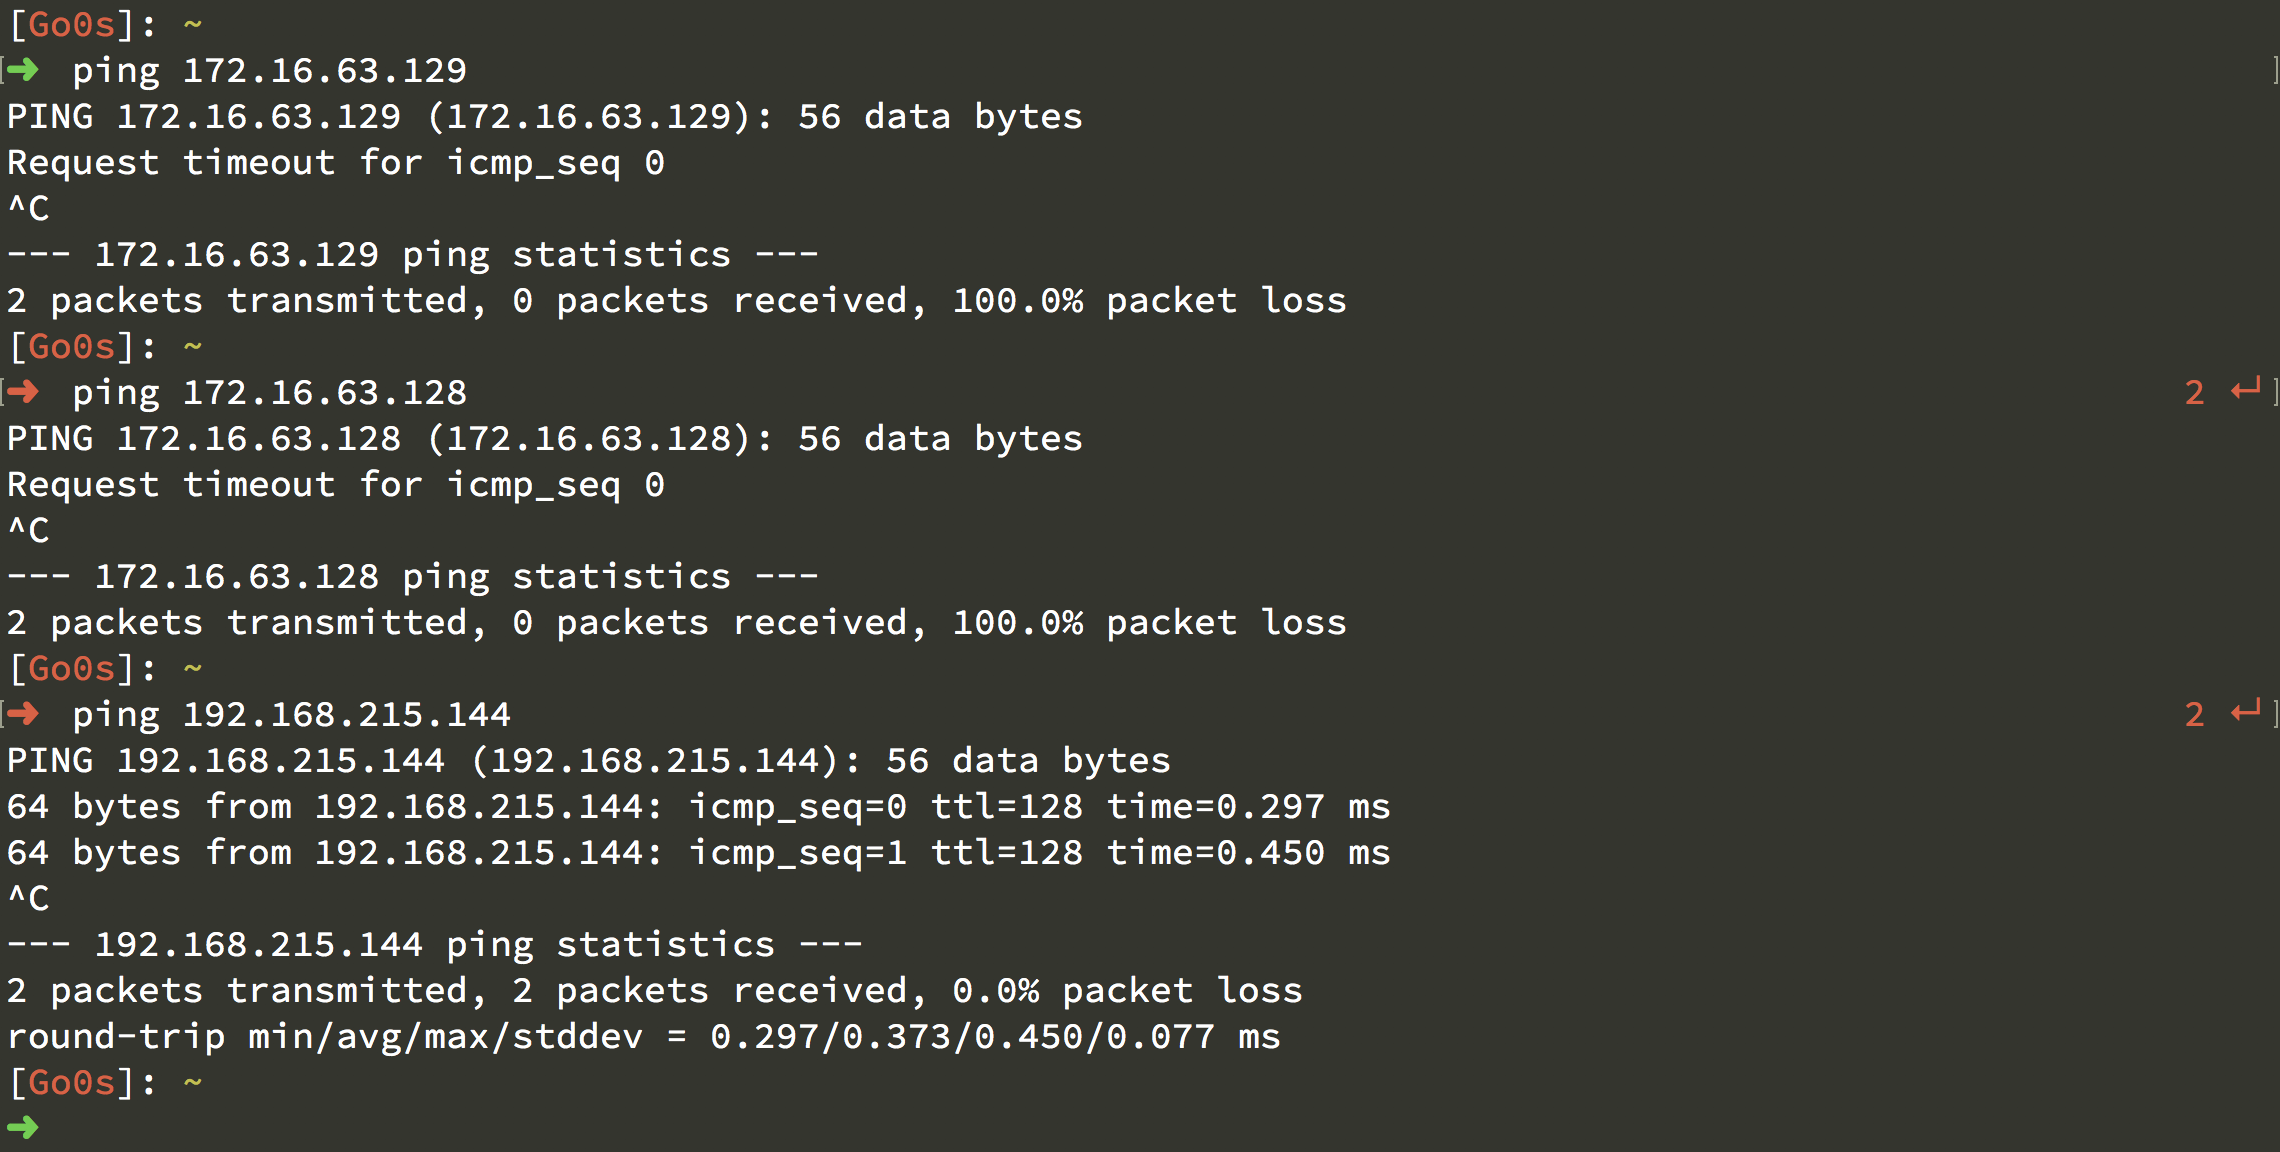 [Go0s]: ~
[➜  ping 172.16.63.129 ]
PING 172.16.63.129 (172.16.63.129): 56 data bytes
Request timeout for icmp_seq 0
^C
--- 172.16.63.129 ping statistics ---
2 packets transmitted, 0 packets received, 100.0% packet loss
[Go0s]: ~
[➜  ping 172.16.63.128 2 ↵ ]
PING 172.16.63.128 (172.16.63.128): 56 data bytes
Request timeout for icmp_seq 0
^C
--- 172.16.63.128 ping statistics ---
2 packets transmitted, 0 packets received, 100.0% packet loss
[Go0s]: ~
[➜  ping 192.168.215.144 2 ↵ ]
PING 192.168.215.144 (192.168.215.144): 56 data bytes
64 bytes from 192.168.215.144: icmp_seq=0 ttl=128 time=0.297 ms
64 bytes from 192.168.215.144: icmp_seq=1 ttl=128 time=0.450 ms
^C
--- 192.168.215.144 ping statistics ---
2 packets transmitted, 2 packets received, 0.0% packet loss
round-trip min/avg/max/stddev = 0.297/0.373/0.450/0.077 ms
[Go0s]: ~
➜